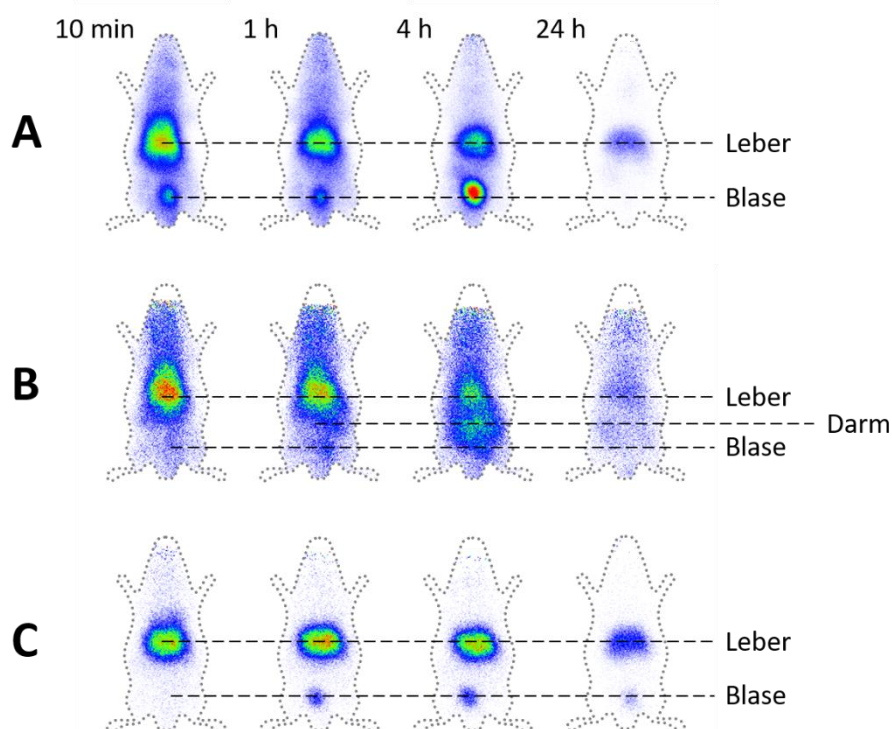 10 min 1 h 4 h 24 h
A
Leber
Blase
B
Leber
Darm
Blase
C
Leber
Blase